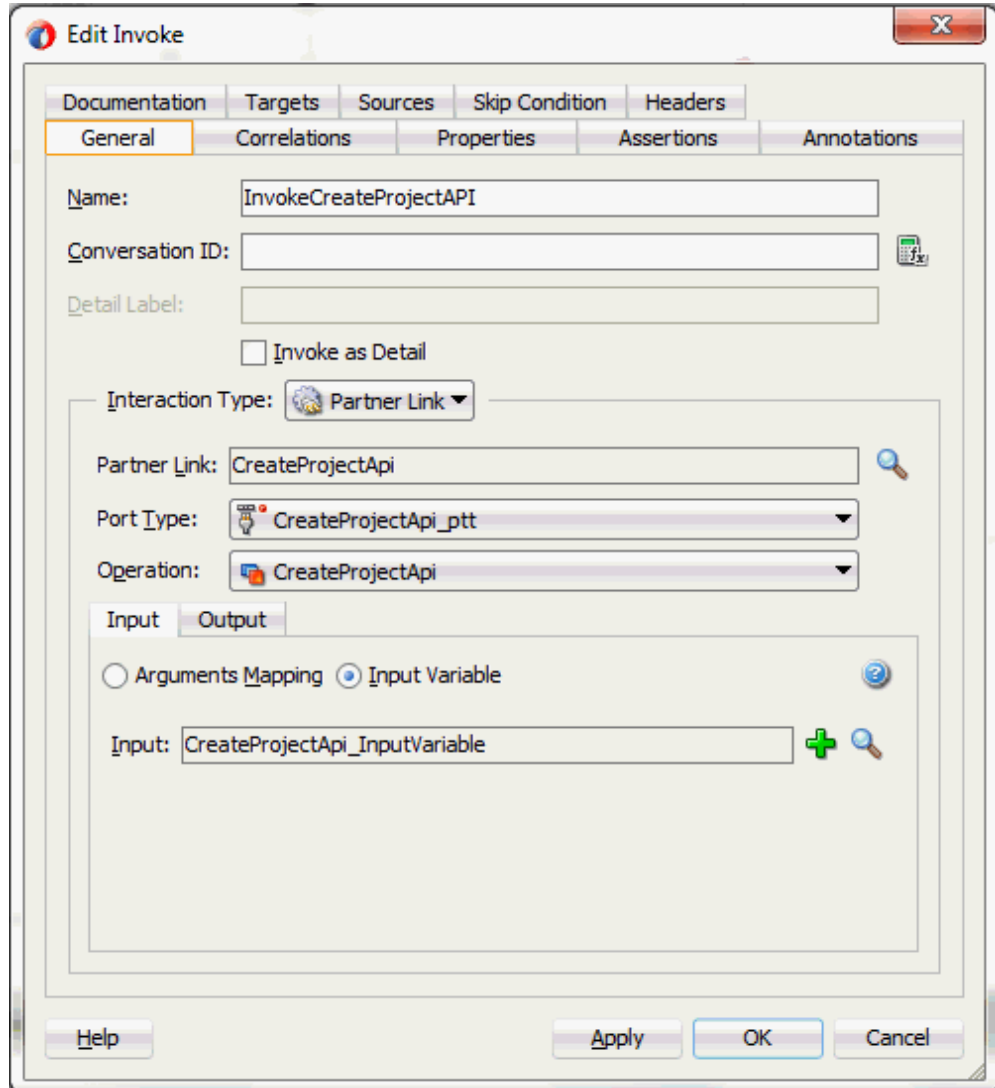 Edit Invoke
Documentation Targets Sources Skip Condition Headers
General Correlations Properties Assertions Annotations
Name: InvokeCreateProjectAPI
Conversation ID:
Detail Label:
Invoke as Detail
Interaction Type: Partner Link
Partner Link: CreateProjectApi
Port Type: CreateProjectApi_ptt
Operation: CreateProjectApi
Input Output
Arguments Mapping Input Variable
Input: CreateProjectApi_InputVariable
Help Apply OK Cancel